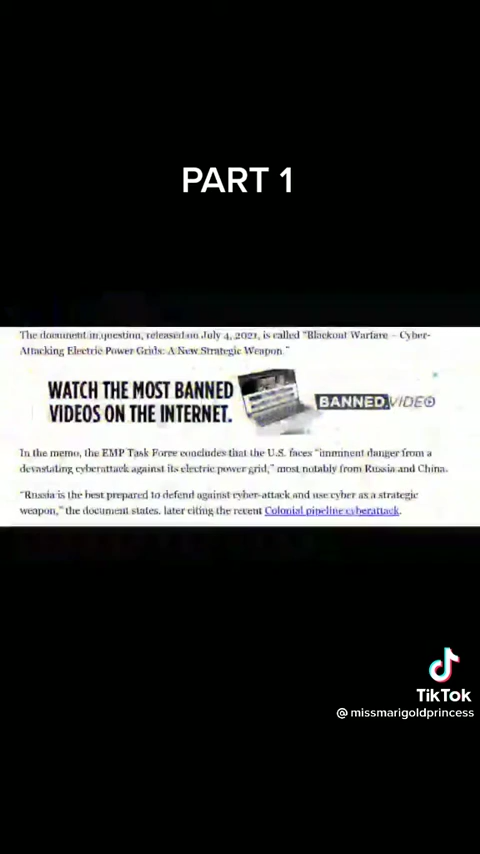 PART 1
The document in question, released on July 4, 2021, is called "Blackout Warfare – Cyber-
Attacking Electric Power Grids: A New Strategic Weapon."
WATCH THE MOST BANNED
VIDEOS ON THE INTERNET.
BANNED.VIDEO
In the memo, the EMP Task Force concludes that the U.S. faces "imminent danger from a
devastating cyberattack against its electric power grid," most notably from Russia and China.
"Russia is the best prepared to defend against cyber-attack and use cyber as a strategic
weapon," the document states, later citing the recent Colonial pipeline cyberattack.
TikTok
@missmarigoldprincess